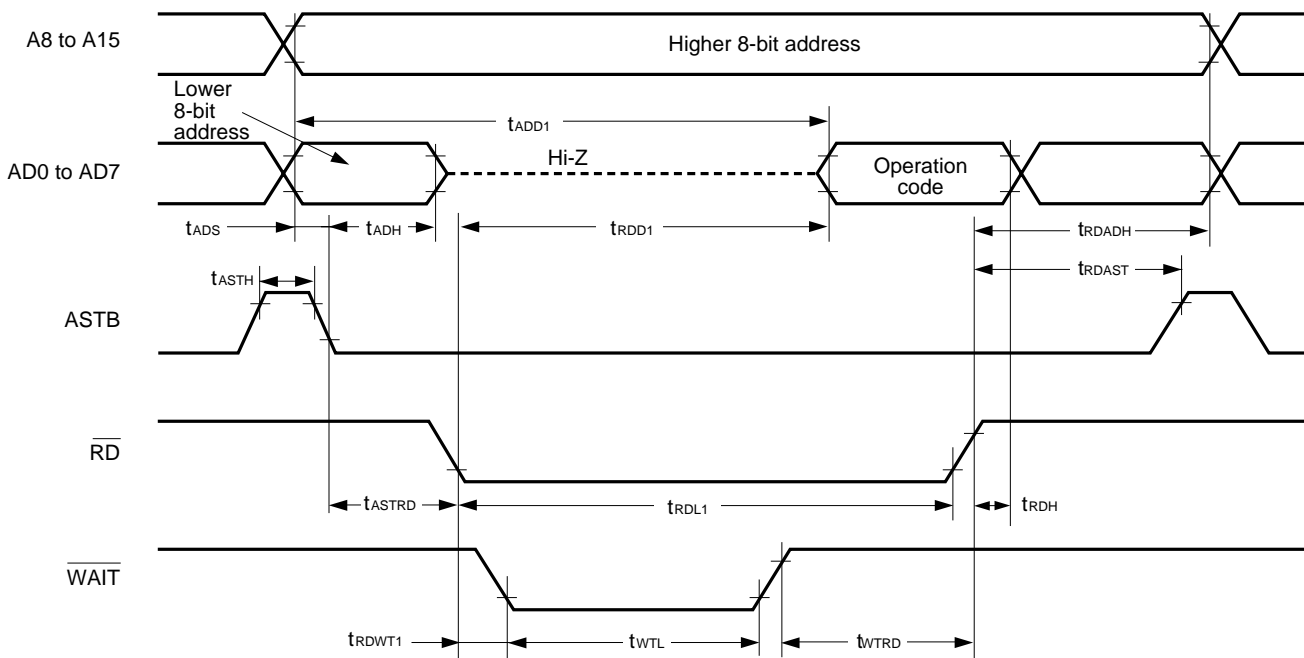 A8 to A15
Higher 8-bit address
Lower
8-bit
address
tADD1
AD0 to AD7
Hi-Z
Operation
code
tADS
tADH
tRDD1
tRDADH
tASTH
tRDAST
ASTB
RD
tASTRD
tRDL1
tRDH
WAIT
tRDWT1
tWTL
tWTRD